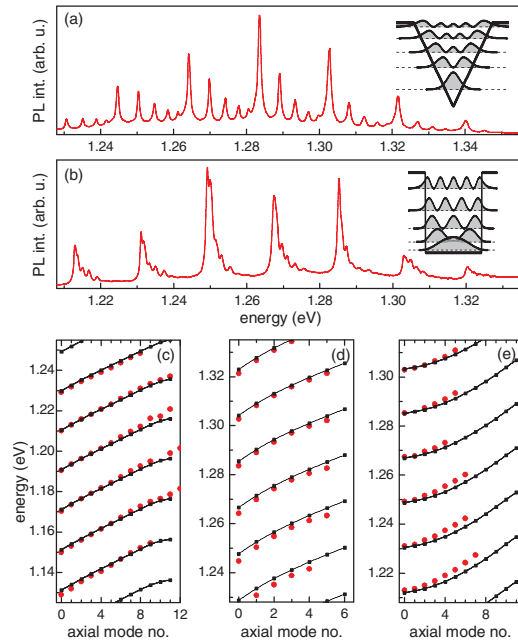 (a)
PL int. (arb. u.)
1.24 1.26 1.28 1.30 1.32 1.34
(b)
PL int. (arb. u.)
1.22 1.24 1.26 1.28 1.30 1.32
energy (eV)
(c) (d) (e)
energy (eV)
1.24
1.22
1.20
1.18
1.16
1.14
0 2 4 6 8 10 12
axial mode no.
1.32
1.30
1.28
1.26
1.24
0 2 4 6
axial mode no.
1.30
1.28
1.26
1.24
1.22
0 2 4 6 8 10
axial mode no.